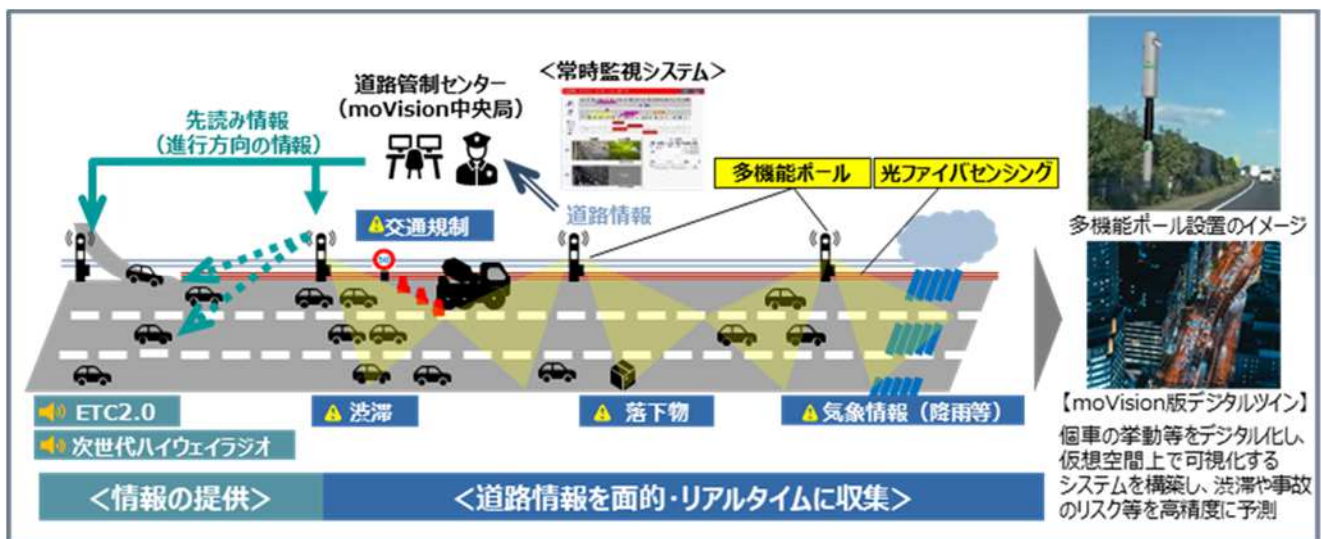 道路管制センター
（moVision中央局）
＜常時監視システム＞
先読み情報
（進行方向の情報）
多機能ポール
光ファイバセンシング
道路情報
交通規制
50
多機能ポール設置のイメージ
ETC2.0
次世代ハイウェイラジオ
渋滞
落下物
気象情報（降雨等）
＜情報の提供＞
＜道路情報を面的・リアルタイムに収集＞
【moVision版デジタルツイン】
個車の挙動等をデジタル化し、
仮想空間上で可視化する
システムを構築し、渋滞や事故
のリスク等を高精度に予測